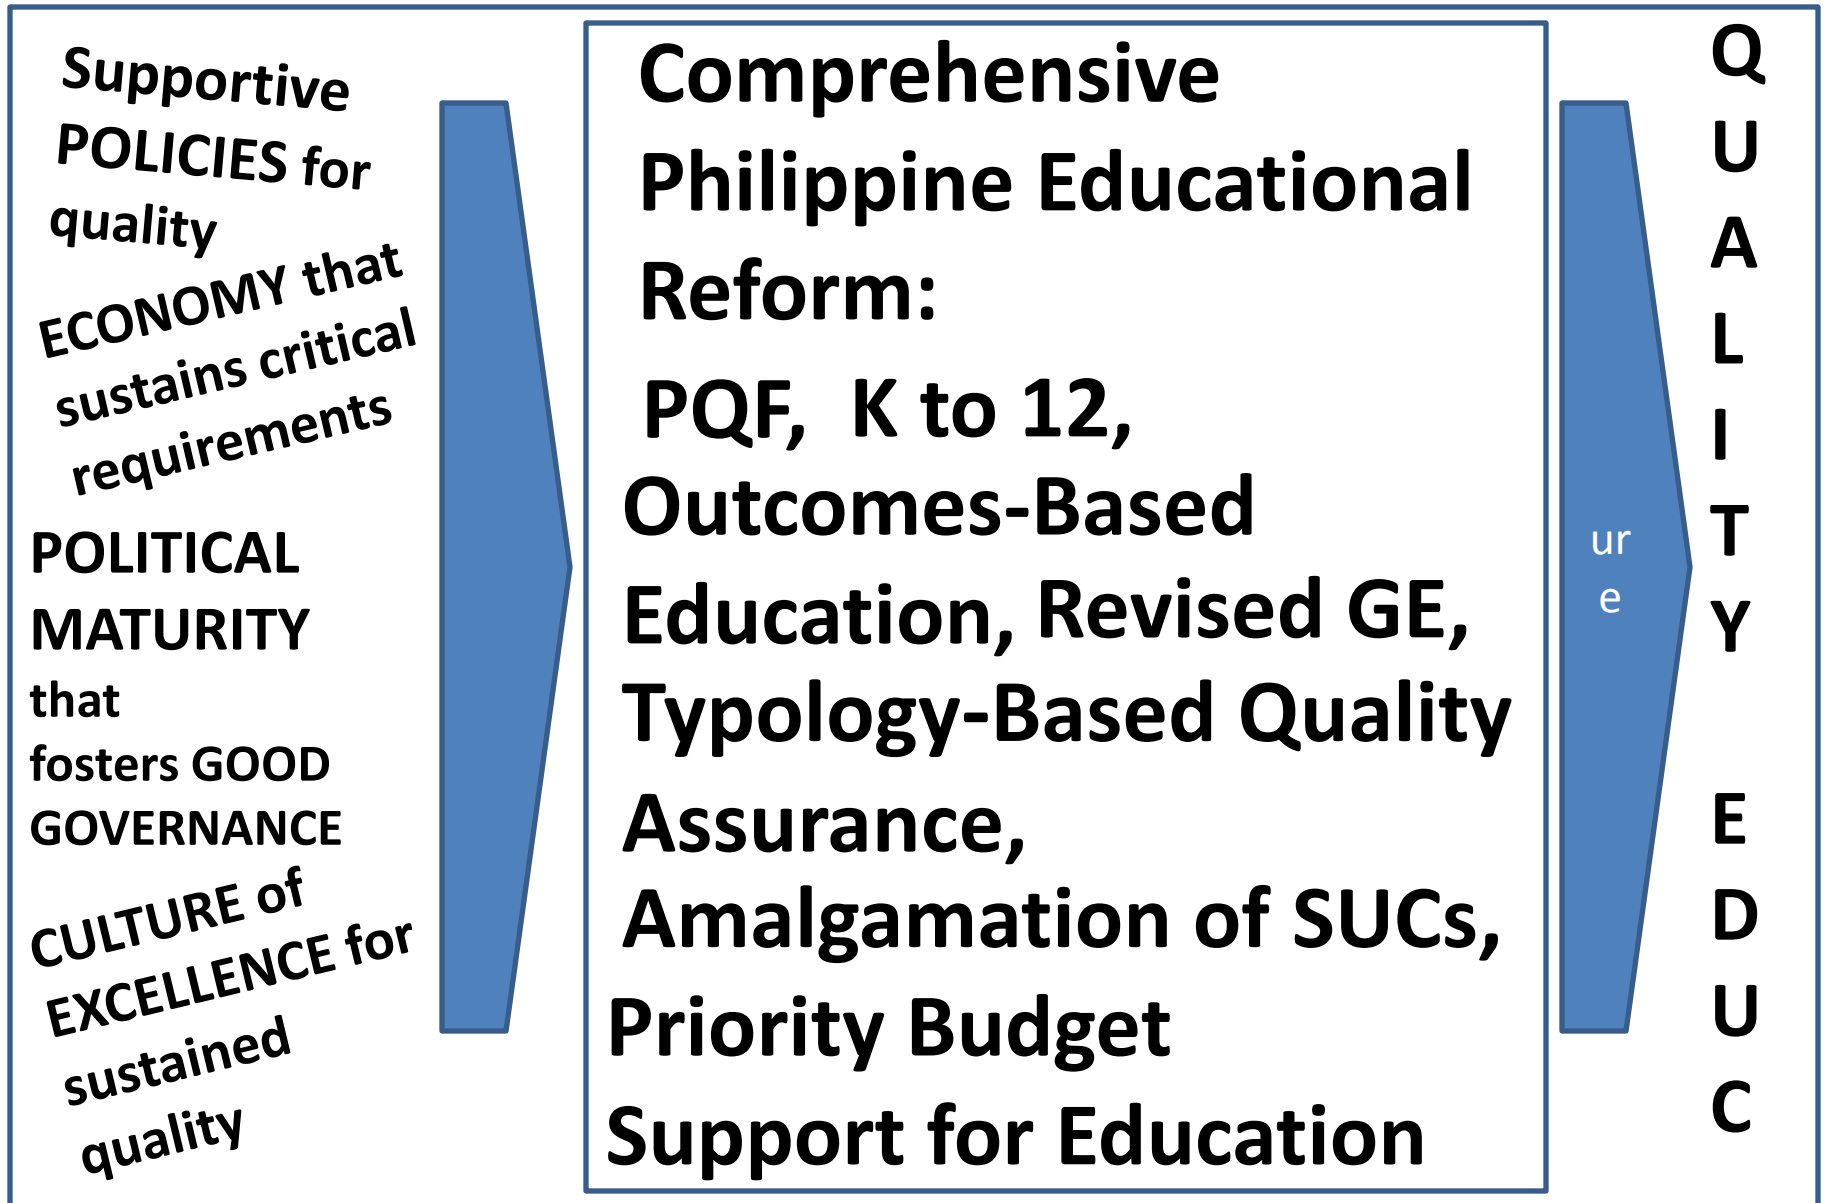 Supportive
POLICIES for
quality
ECONOMY that
sustains critical
requirements
POLITICAL
MATURITY
that
fosters GOOD
GOVERNANCE
CULTURE of
EXCELLENCE for
sustained
quality
Comprehensive
Philippine Educational
Reform:
PQF, K to 12,
Outcomes-Based
Education, Revised GE,
Typology-Based Quality
Assurance,
Amalgamation of SUCs,
Priority Budget
Support for Education
ur
e
Q
U
A
L
I
T
Y
E
D
U
C